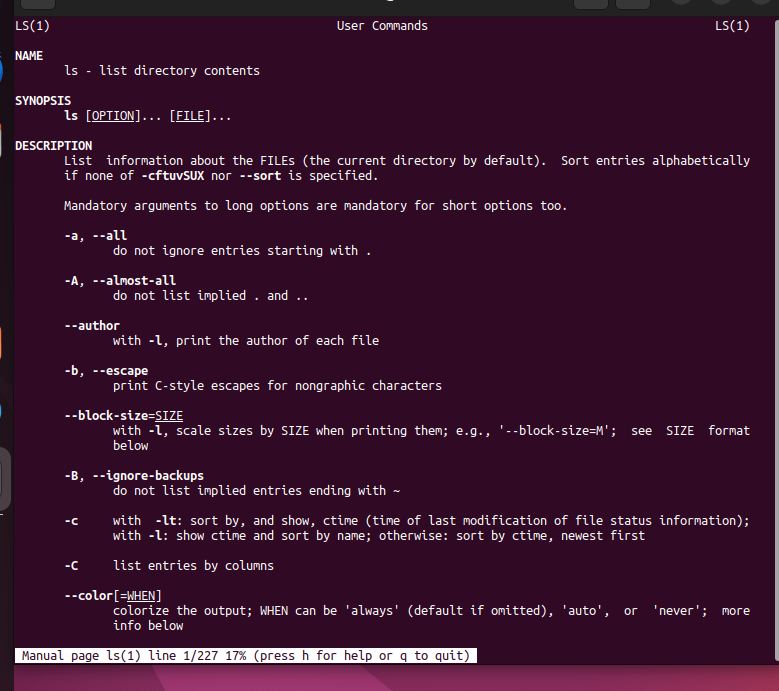 LS(1) User Commands LS(1)
NAME
ls - list directory contents
SYNOPSIS
ls [OPTION]... [FILE]...
DESCRIPTION
List information about the FILEs (the current directory by default). Sort entries alphabetically
if none of -cftuvSUX nor --sort is specified.
Mandatory arguments to long options are mandatory for short options too.
-a, --all
do not ignore entries starting with .
-A, --almost-all
do not list implied . and ..
--author
with -l, print the author of each file
-b, --escape
print C-style escapes for nongraphic characters
--block-size=SIZE
with -l, scale sizes by SIZE when printing them; e.g., '--block-size=M'; see SIZE format
below
-B, --ignore-backups
do not list implied entries ending with ~
-c with -lt: sort by, and show, ctime (time of last modification of file status information);
with -l: show ctime and sort by name; otherwise: sort by ctime, newest first
-C list entries by columns
--color[=WHEN]
colorize the output; WHEN can be 'always' (default if omitted), 'auto', or 'never'; more
info below
Manual page ls(1) line 1/227 17% (press h for help or q to quit)